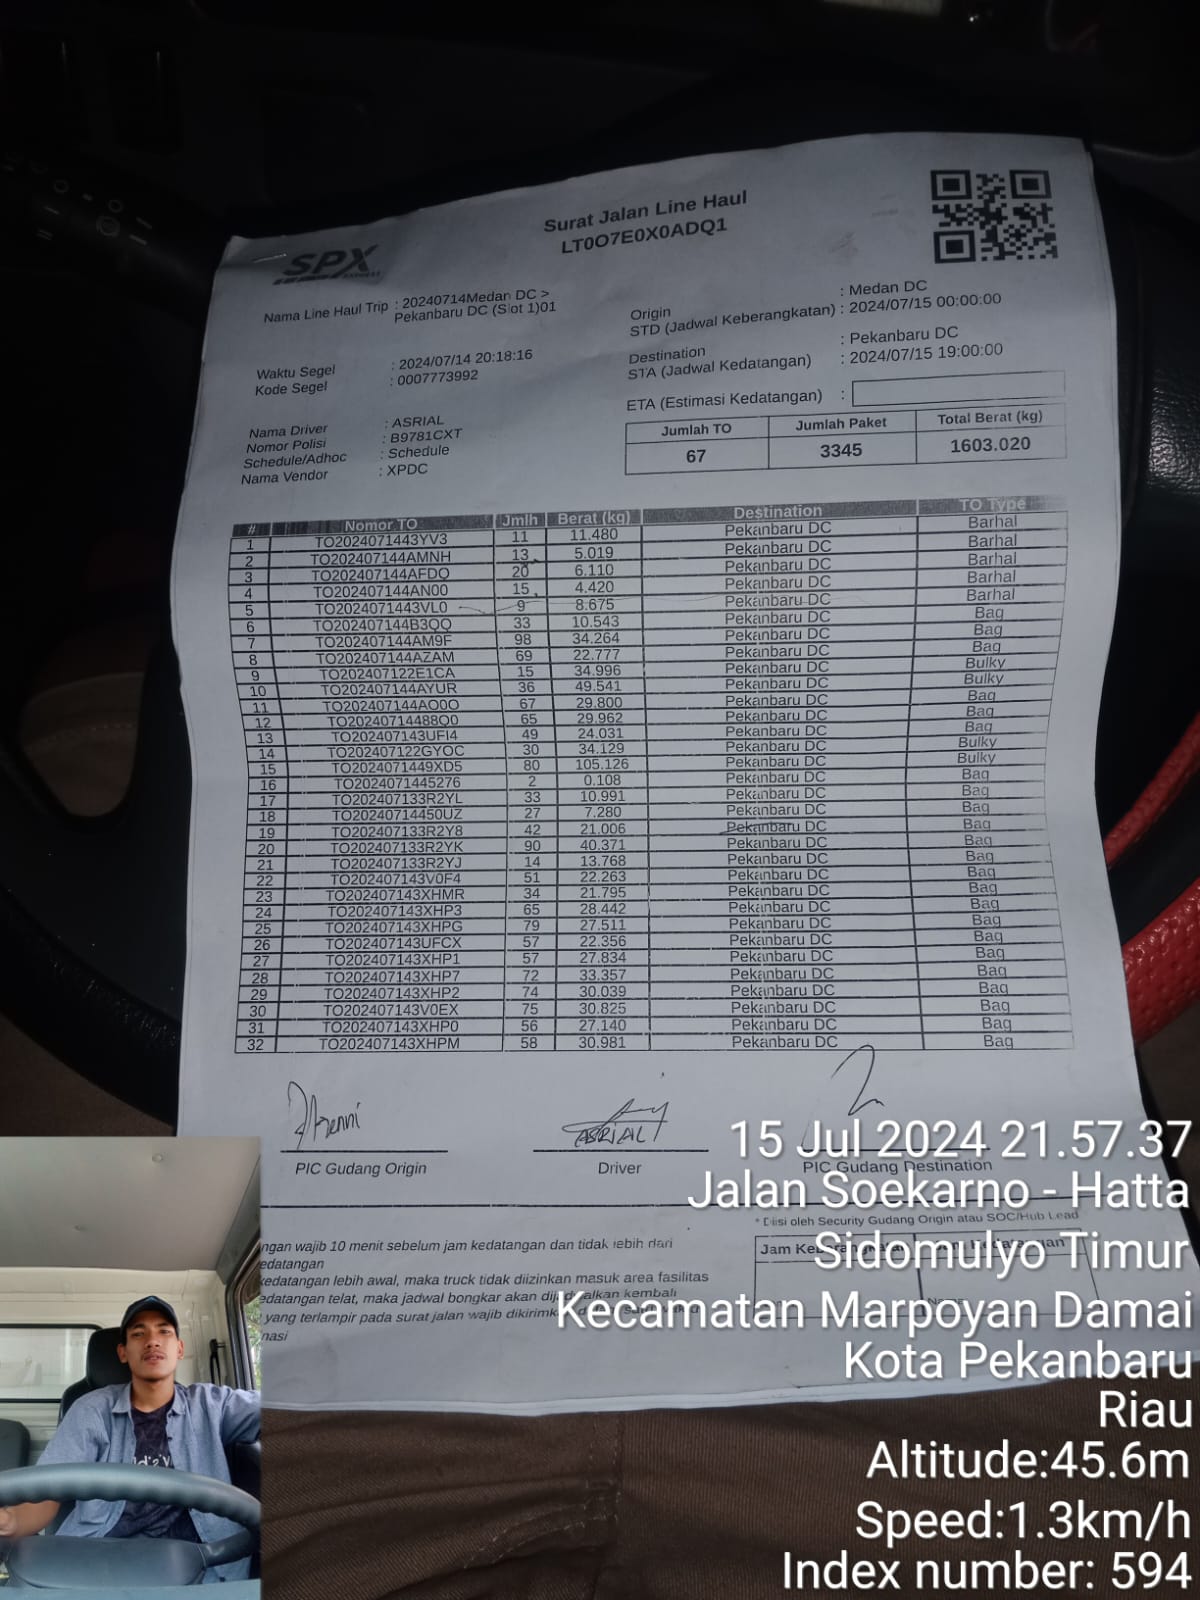 Surat Jalan Line Haul
LT0O7E0X0ADQ1
SPX
EXPRESS
Nama Line Haul Trip : 20240714Medan DC >
Pekanbaru DC (Slot 1)01
Waktu Segel : 2024/07/14 20:18:16
Kode Segel : 0007773992
Nama Driver : ASRIAL
Nomor Polisi : B9781CXT
Schedule/Adhoc : Schedule
Nama Vendor : XPDC
Origin : Medan DC
STD (Jadwal Keberangkatan) : 2024/07/15 00:00:00
Destination : Pekanbaru DC
STA (Jadwal Kedatangan) : 2024/07/15 19:00:00
ETA (Estimasi Kedatangan) :
Jumlah TO Jumlah Paket Total Berat (kg)
67 3345 1603.020
# Nomor TO Jmlh Berat (kg) Destination TO Type
1 TO2024071443YV3 11 11.480 Pekanbaru DC Barhal
2 TO202407144AMNH 13 5.019 Pekanbaru DC Barhal
3 TO202407144AFDQ 20 6.110 Pekanbaru DC Barhal
4 TO202407144AN00 15 4.420 Pekanbaru DC Barhal
5 TO2024071443VL0 9 8.675 Pekanbaru DC Barhal
6 TO202407144B3QQ 33 10.543 Pekanbaru DC Bag
7 TO202407144AM9F 98 34.264 Pekanbaru DC Bag
8 TO202407144AZAM 69 22.777 Pekanbaru DC Bag
9 TO202407122E1CA 15 34.996 Pekanbaru DC Bulky
10 TO202407144AYUR 36 49.541 Pekanbaru DC Bulky
11 TO202407144AO0O 67 29.800 Pekanbaru DC Bag
12 TO20240714488Q0 65 29.962 Pekanbaru DC Bag
13 TO202407143UFI4 49 24.031 Pekanbaru DC Bag
14 TO202407122GYOC 30 34.129 Pekanbaru DC Bulky
15 TO2024071449XD5 80 105.126 Pekanbaru DC Bulky
16 TO2024071445276 2 0.108 Pekanbaru DC Bag
17 TO202407133R2YL 33 10.991 Pekanbaru DC Bag
18 TO20240714450UZ 27 7.280 Pekanbaru DC Bag
19 TO202407133R2Y8 42 21.006 Pekanbaru DC Bag
20 TO202407133R2YK 90 40.371 Pekanbaru DC Bag
21 TO202407133R2YJ 14 13.768 Pekanbaru DC Bag
22 TO202407143V0F4 51 22.263 Pekanbaru DC Bag
23 TO202407143XHMR 34 21.795 Pekanbaru DC Bag
24 TO202407143XHP3 65 28.442 Pekanbaru DC Bag
25 TO202407143XHPG 79 27.511 Pekanbaru DC Bag
26 TO202407143UFCX 57 22.356 Pekanbaru DC Bag
27 TO202407143XHP1 57 27.834 Pekanbaru DC Bag
28 TO202407143XHP7 72 33.357 Pekanbaru DC Bag
29 TO202407143XHP2 74 30.039 Pekanbaru DC Bag
30 TO202407143V0EX 75 30.825 Pekanbaru DC Bag
31 TO202407143XHP0 56 27.140 Pekanbaru DC Bag
32 TO202407143XHPM 58 30.981 Pekanbaru DC Bag
ASRIAL
PIC Gudang Origin Driver PIC Gudang Destination
* Diisi oleh Security Gudang Origin atau SOC/Hub Lead
Jam Keberangkatan
ngan wajib 10 menit sebelum jam kedatangan dan tidak lebih dari
edatangan
kedatangan lebih awal, maka truck tidak diizinkan masuk area fasilitas
edatangan telat, maka jadwal bongkar akan dijadwalkan kembali
yang terlampir pada surat jalan wajib
nasi
15 Jul 2024 21.57.37
Jalan Soekarno - Hatta
Sidomulyo Timur
Kecamatan Marpoyan Damai
Kota Pekanbaru
Riau
Altitude:45.6m
Speed:1.3km/h
Index number: 594